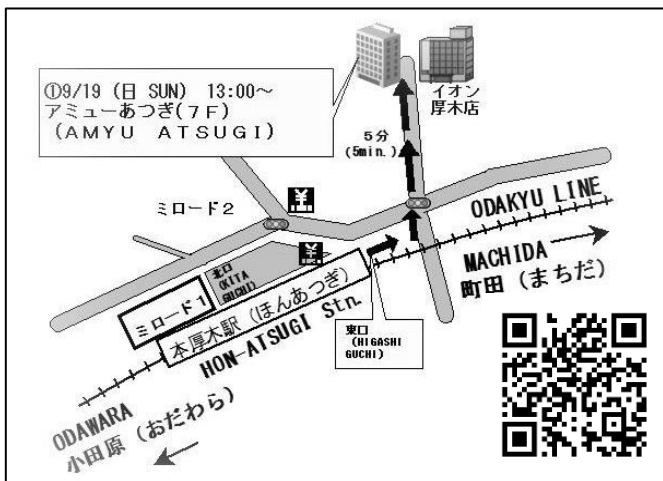 ①9/19 (日 SUN) 13:00～
アミューあつぎ(7F)
(AMYU ATSUGI)
イオン
厚木店
5分
(5min.)
ミロード2
¥
ODAKYU LINE
¥
北口
(KITA
GUCHI)
MACHIDA
町田 (まちだ)
ミロード1
本厚木駅 (ほんあつぎ)
HON-ATSUGI Stn.
東口
(HIGASHI
GUCHI)
ODAWARA
小田原 (おだわら)